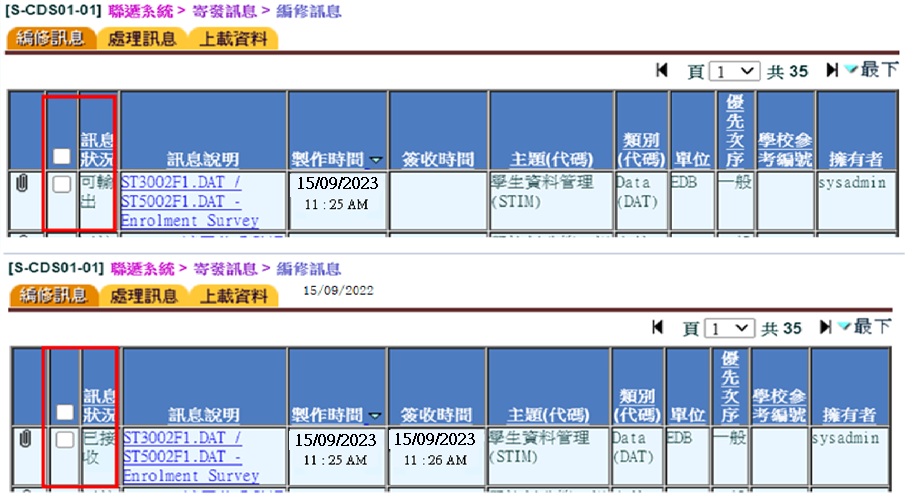 [S-CDS01-01] 聯遞系統 > 寄發訊息 > 編修訊息
編修訊息 處理訊息 上載資料
頁 1 共 35 最下
訊息狀況 訊息說明 製作時間 簽收時間 主題(代碼) 類別(代碼) 單位 優先次序 學校參考編號 擁有者
可輸出 ST3002F1.DAT / ST5002F1.DAT - Enrolment Survey 15/09/2023 11:25 AM 學生資料管理(STIM) Data (DAT) EDB 一般 sysadmin
[S-CDS01-01] 聯遞系統 > 寄發訊息 > 編修訊息
編修訊息 處理訊息 上載資料 15/09/2022
頁 1 共 35 最下
訊息狀況 訊息說明 製作時間 簽收時間 主題(代碼) 類別(代碼) 單位 優先次序 學校參考編號 擁有者
已接收 ST3002F1.DAT / ST5002F1.DAT - Enrolment Survey 15/09/2023 11:25 AM 15/09/2023 11:26 AM 學生資料管理(STIM) Data (DAT) EDB 一般 sysadmin